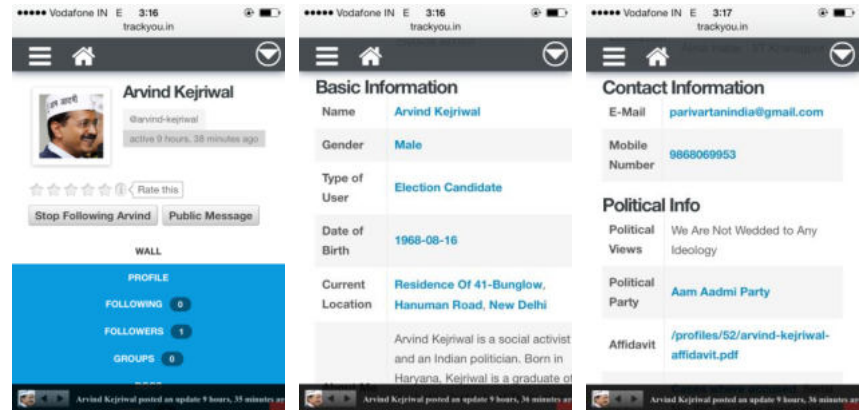 Vodafone IN E 3:16
trackyou.in
Arvind Kejriwal
@arvind-kejriwal
active 9 hours, 38 minutes ago
Rate this
Stop Following Arvind Public Message
WALL
PROFILE
FOLLOWING 0
FOLLOWERS 1
GROUPS 0
Arvind Kejriwal posted an update 9 hours, 35 minutes
Vodafone IN E 3:16
trackyou.in
Basic Information
Name Arvind Kejriwal
Gender Male
Type of
User
Election Candidate
Date of
Birth
1968-08-16
Current
Location
Residence Of 41-Bunglow,
Hanuman Road, New Delhi
Arvind Kejriwal is a social activist
and an Indian politician. Born in
Haryana, Kejriwal is a graduate of
Arvind Kejriwal posted an update 9 hours, 36 minutes
Vodafone IN E 3:17
trackyou.in
Contact Information
E-Mail parivartanindia@gmail.com
Mobile
Number
9868069953
Political Info
Political
Views
We Are Not Wedded to Any
Ideology
Political
Party
Aam Aadmi Party
Affidavit
/profiles/52/arvind-kejriwal-
affidavit.pdf
Arvind Kejriwal posted an update 9 hours, 36 minutes